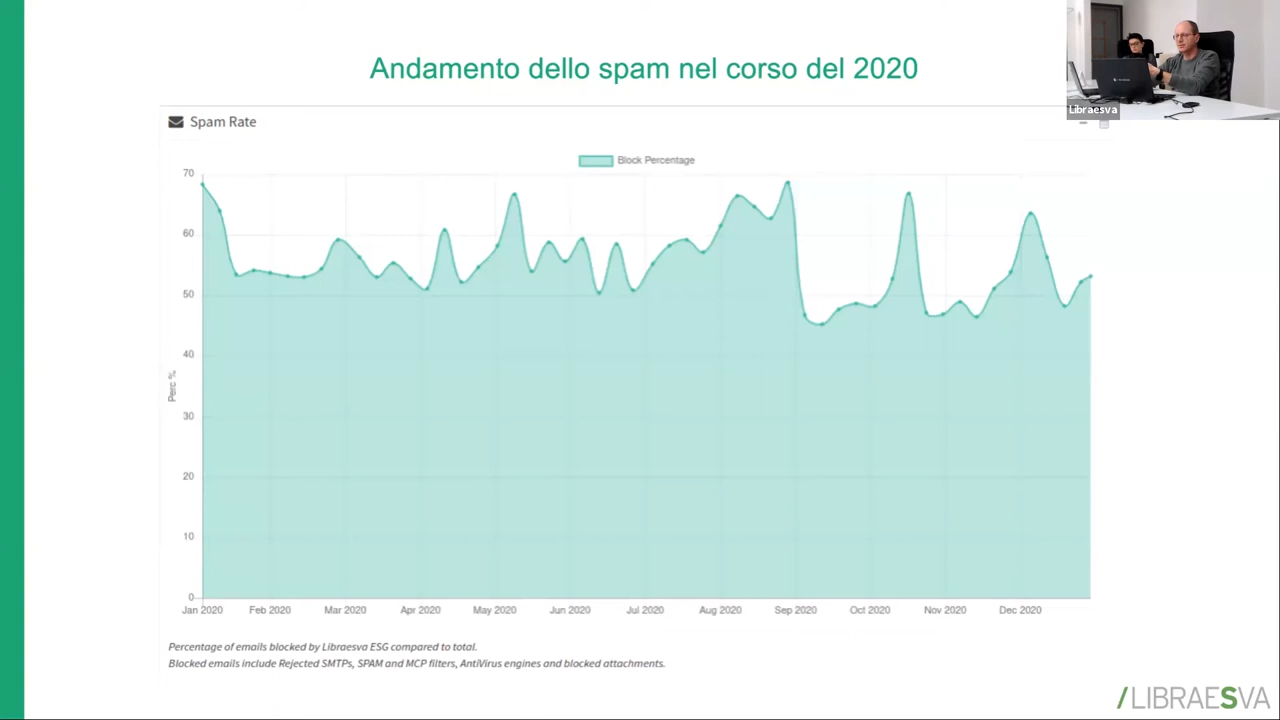 Andamento dello spam nel corso del 2020
Libraesva
Spam Rate
Block Percentage
70
60
50
40
30
20
10
0
Perc %
Jan 2020 Feb 2020 Mar 2020 Apr 2020 May 2020 Jun 2020 Jul 2020 Aug 2020 Sep 2020 Oct 2020 Nov 2020 Dec 2020
Percentage of emails blocked by Libraesva ESG compared to total.
Blocked emails include Rejected SMTPs, SPAM and MCP filters, AntiVirus engines and blocked attachments.
/LIBRAESVA